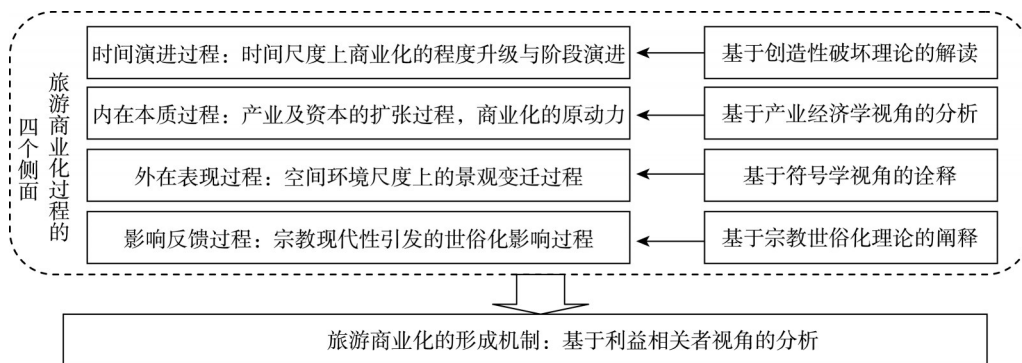 旅游商业化过程的
四个侧面
时间演进过程：时间尺度上商业化的程度升级与阶段演进
基于创造性破坏理论的解读
内在本质过程：产业及资本的扩张过程，商业化的原动力
基于产业经济学视角的分析
外在表现过程：空间环境尺度上的景观变迁过程
基于符号学视角的诠释
影响反馈过程：宗教现代性引发的世俗化影响过程
基于宗教世俗化理论的阐释
旅游商业化的形成机制：基于利益相关者视角的分析